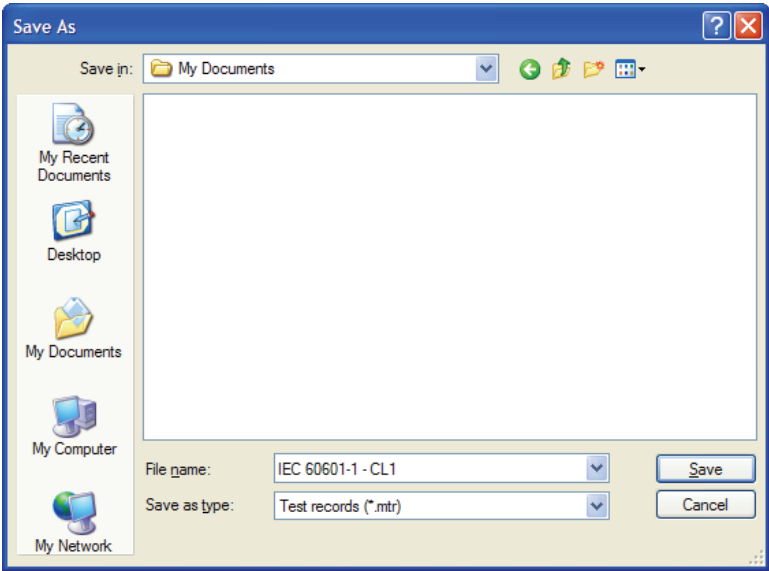 Save As
Save in: My Documents
My Recent
Documents
Desktop
My Documents
My Computer
My Network
File name: IEC 60601-1 - CL1 Save
Save as type: Test records (*.mtr) Cancel